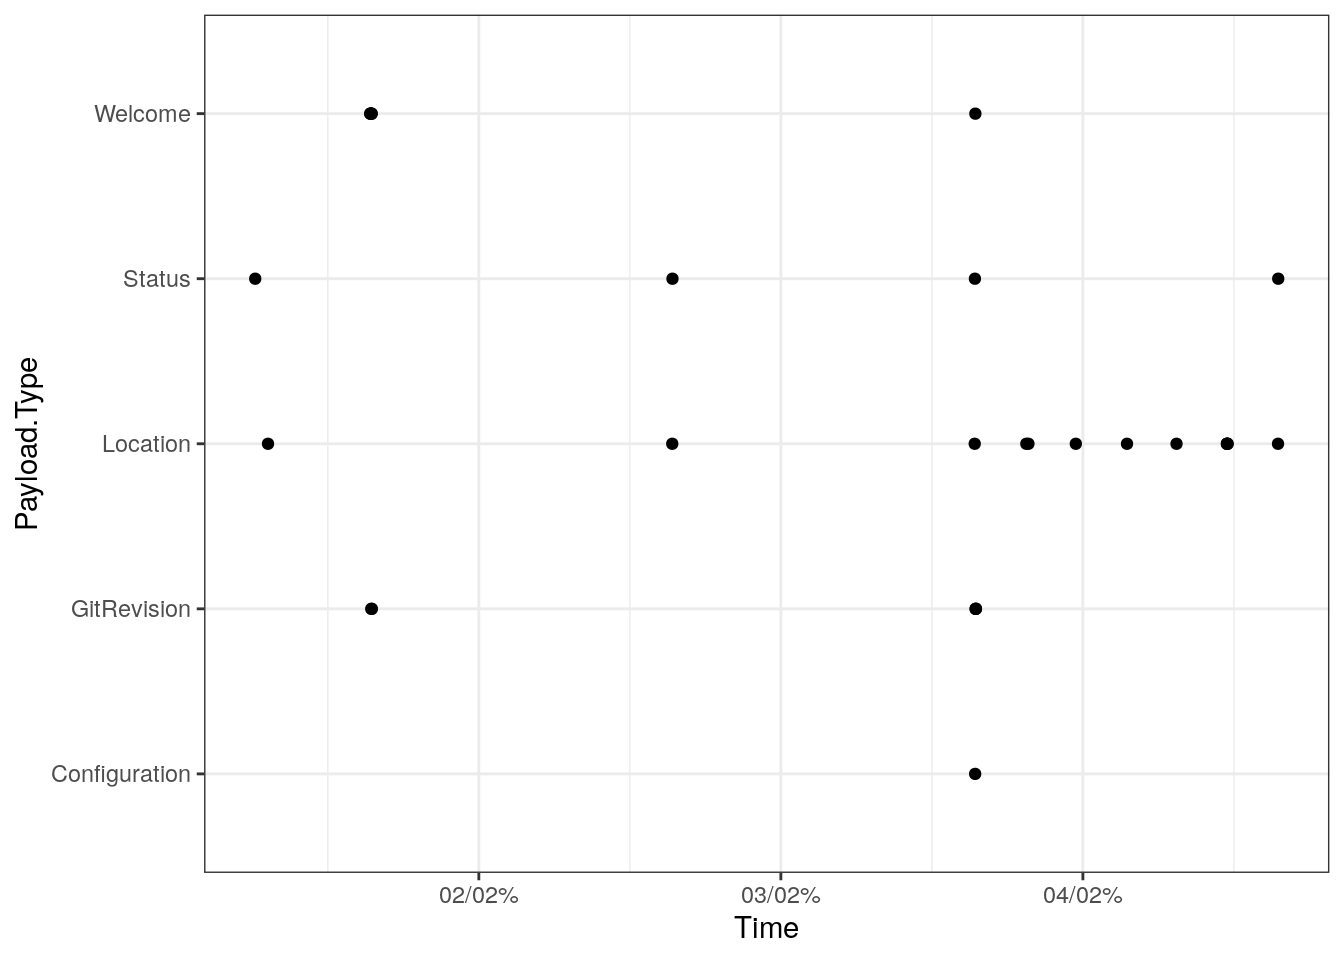 Welcome
Status
Location
GitRevision
Configuration
Payload.Type
02/02%
03/02%
04/02%
Time